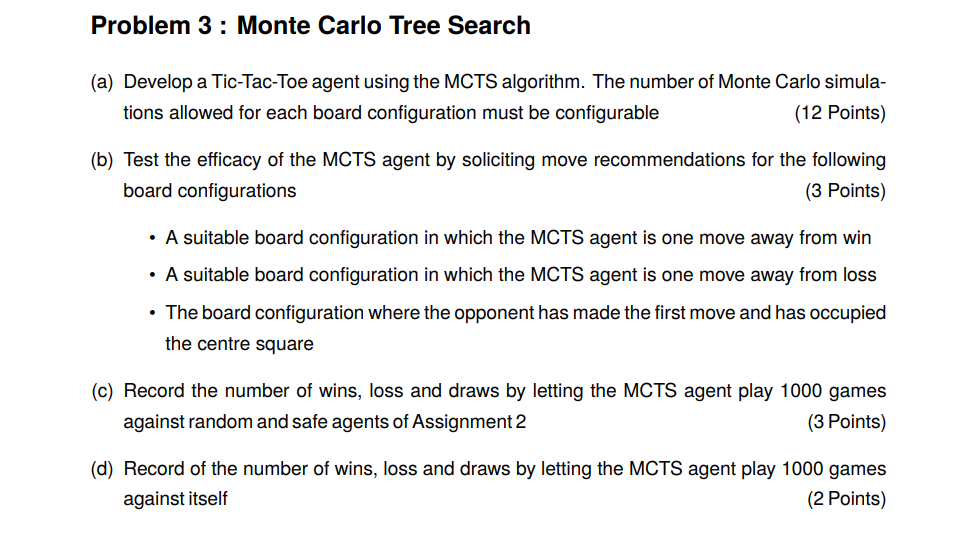 Problem 3 : Monte Carlo Tree Search
(a) Develop a Tic-Tac-Toe agent using the MCTS algorithm. The number of Monte Carlo simula-
tions allowed for each board configuration must be configurable (12 Points)
(b) Test the efficacy of the MCTS agent by soliciting move recommendations for the following
board configurations (3 Points)
• A suitable board configuration in which the MCTS agent is one move away from win
• A suitable board configuration in which the MCTS agent is one move away from loss
• The board configuration where the opponent has made the first move and has occupied
the centre square
(c) Record the number of wins, loss and draws by letting the MCTS agent play 1000 games
against random and safe agents of Assignment 2 (3 Points)
(d) Record of the number of wins, loss and draws by letting the MCTS agent play 1000 games
against itself (2 Points)